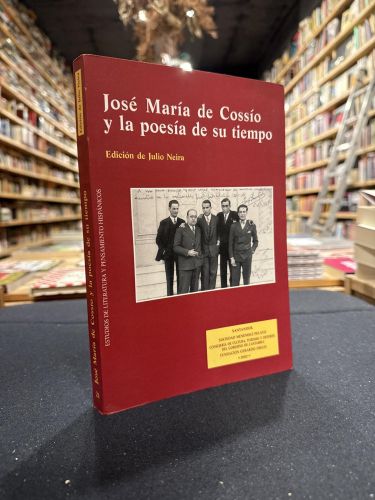 José María de Cossío
y la poesía de su tiempo
Edición de Julio Neira
SANTANDER
SOCIEDAD MENÉNDEZ PELAYO
CONSEJERÍA DE CULTURA, TURISMO Y DEPORTE
DEL GOBIERNO DE CANTABRIA
FUNDACIÓN GERARDO DIEGO
ESTUDIOS DE LITERATURA Y PENSAMIENTO HISPÁNICOS
José María de Cossío y la poesía de su tiempo